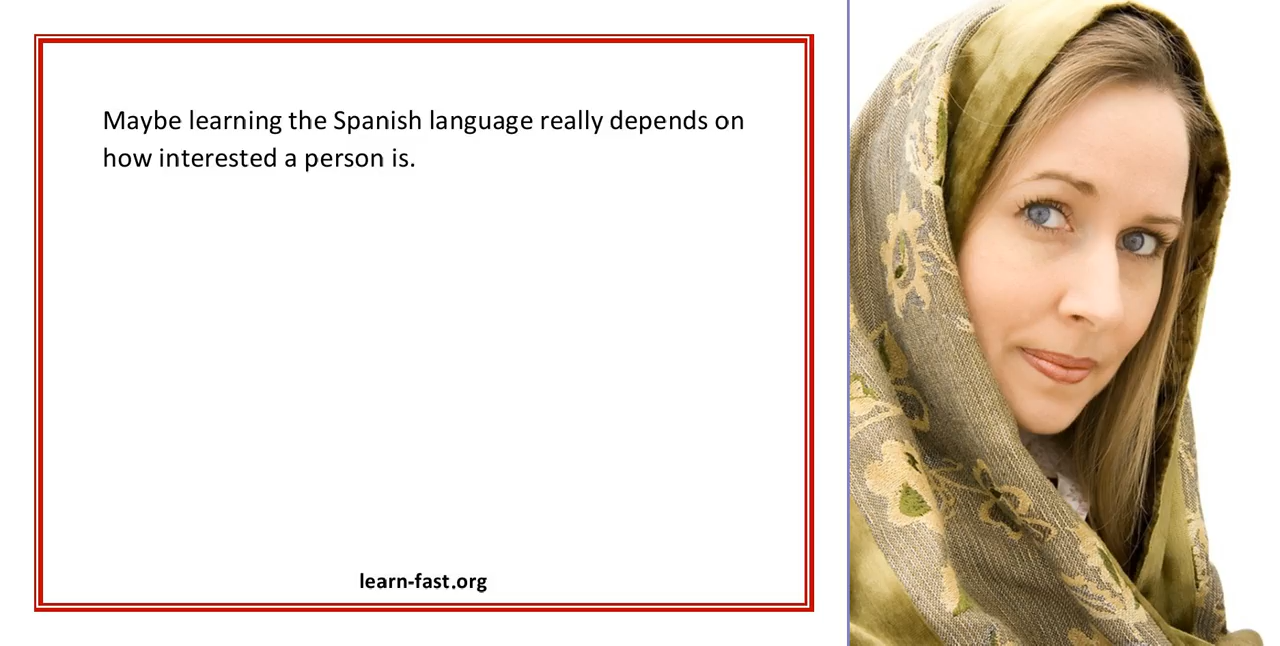 Maybe learning the Spanish language really depends on
how interested a person is.
learn-fast.org